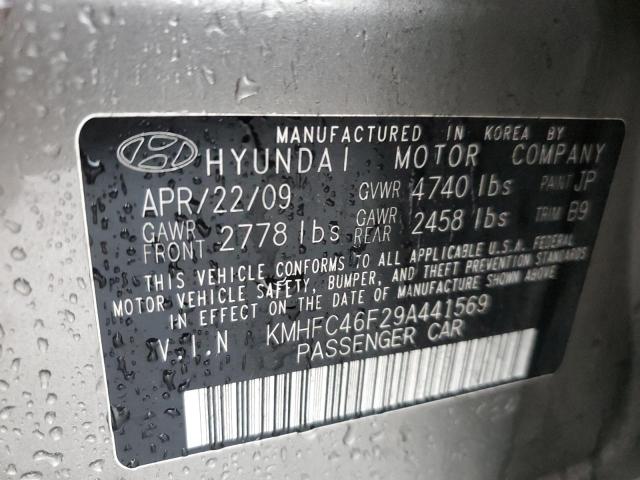 MANUFACTURED IN KOREA BY
HYUNDAI MOTOR COMPANY
APR/22/09 GVWR 4740 lbs PAINT JP
GAWR FRONT 2778 lbs GAWR REAR 2458 lbs TRIM B9
THIS VEHICLE CONFORMS TO ALL APPLICABLE U.S.A. FEDERAL
MOTOR VEHICLE SAFETY, BUMPER, AND THEFT PREVENTION STANDARDS
IN EFFECT ON THE DATE OF MANUFACTURE SHOWN ABOVE
V.I.N KMHFC46F29A441569
PASSENGER CAR